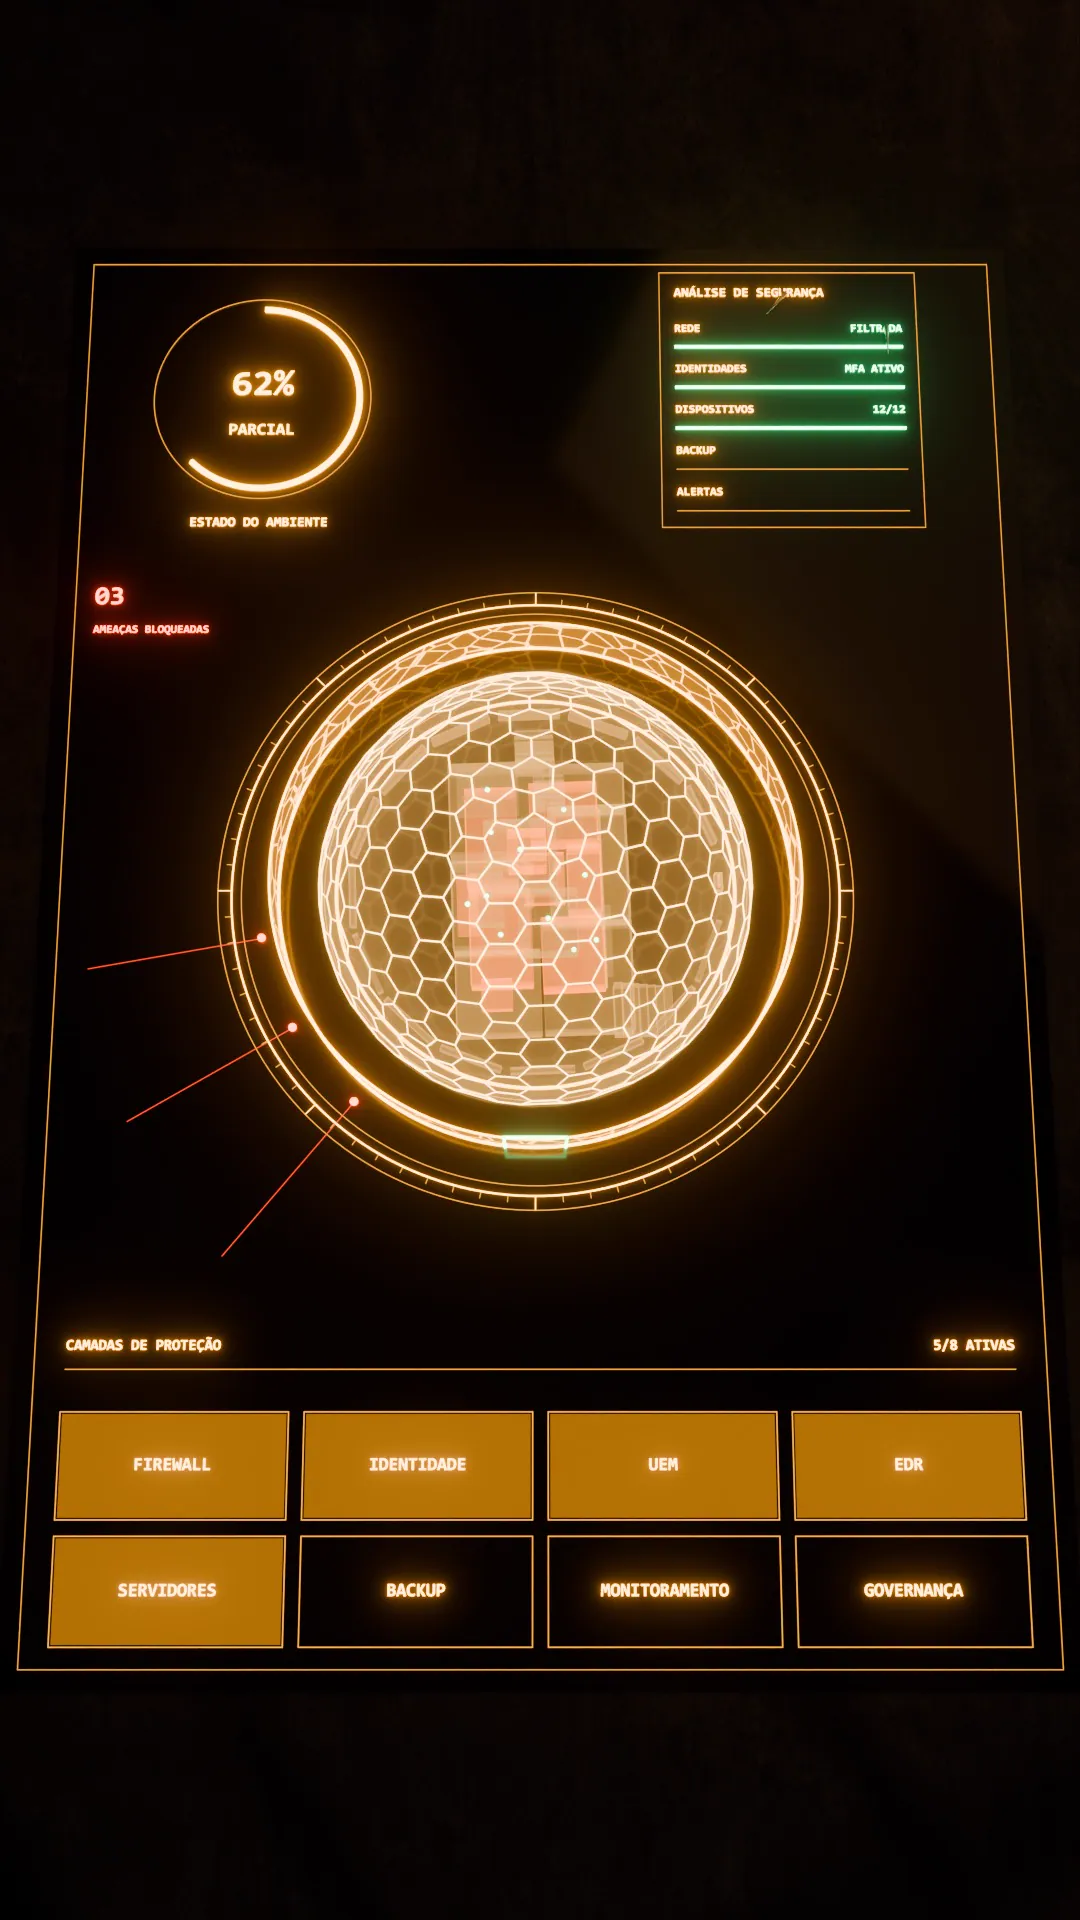 62%
PARCIAL
ESTADO DO AMBIENTE
ANÁLISE DE SEGURANÇA
REDE FILTRADA
IDENTIDADES MFA ATIVO
DISPOSITIVOS 12/12
BACKUP
ALERTAS
03
AMEAÇAS BLOQUEADAS
CAMADAS DE PROTEÇÃO 5/8 ATIVAS
FIREWALL IDENTIDADE UEM EDR
SERVIDORES BACKUP MONITORAMENTO GOVERNANÇA